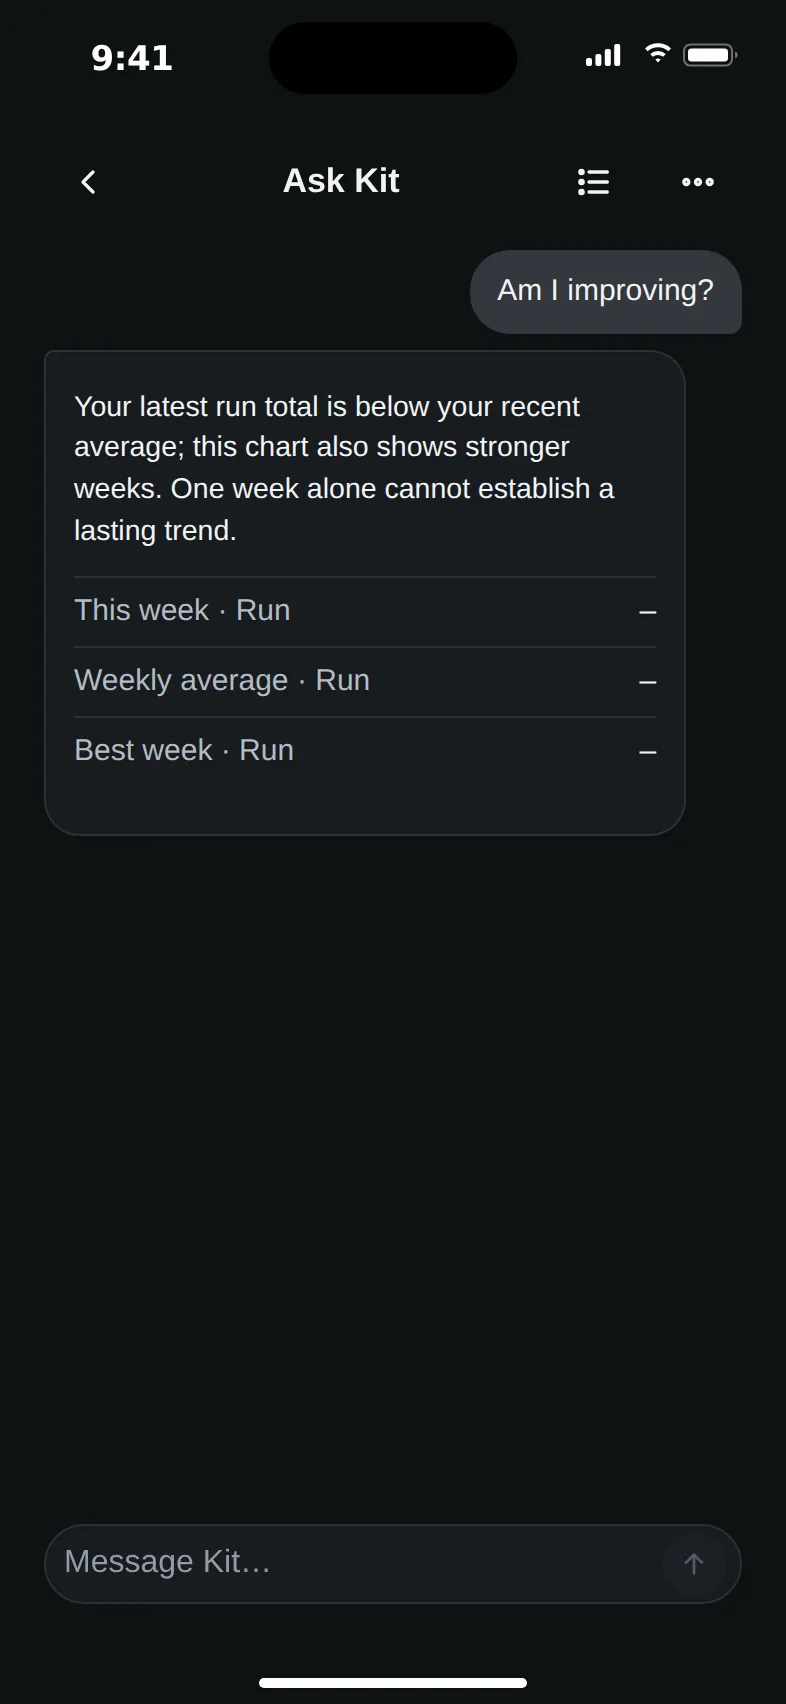 9:41
Ask Kit
Am I improving?
Your latest run total is below your recent
average; this chart also shows stronger
weeks. One week alone cannot establish a
lasting trend.
This week · Run –
Weekly average · Run –
Best week · Run –
Message Kit…